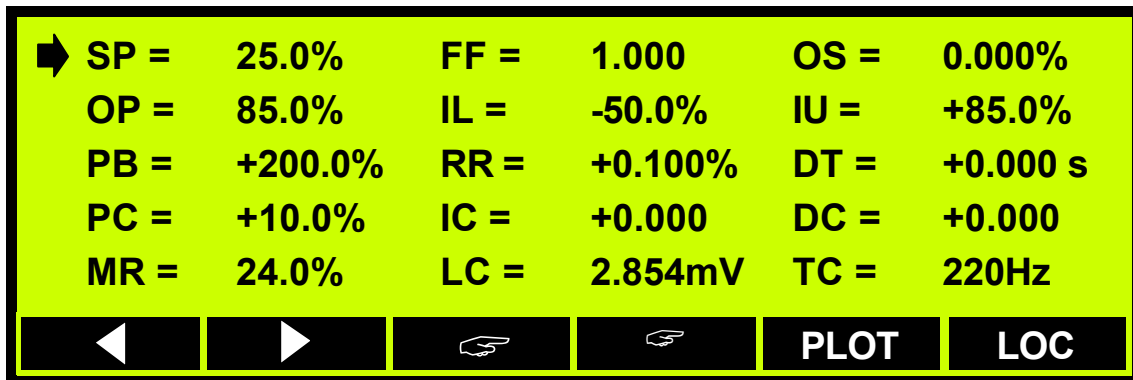 SP = 25.0% FF = 1.000 OS = 0.000%
OP = 85.0% IL = -50.0% IU = +85.0%
PB = +200.0% RR = +0.100% DT = +0.000 s
PC = +10.0% IC = +0.000 DC = +0.000
MR = 24.0% LC = 2.854mV TC = 220Hz
PLOT LOC